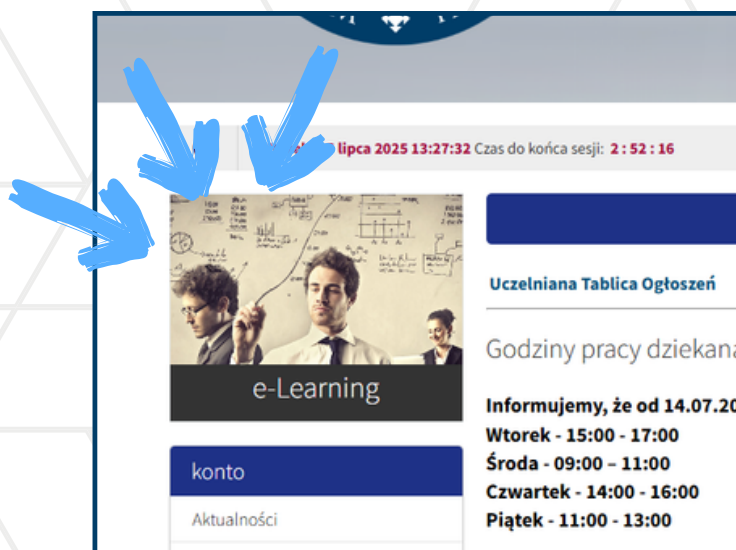 lipca 2025 13:27:32 Czas do końca sesji: 2 : 52 : 16
e-Learning
konto
Aktualności
Uczelniana Tablica Ogłoszeń
Godziny pracy dziekana
Informujemy, że od 14.07.20
Wtorek - 15:00 - 17:00
Środa - 09:00 – 11:00
Czwartek - 14:00 - 16:00
Piątek - 11:00 - 13:00